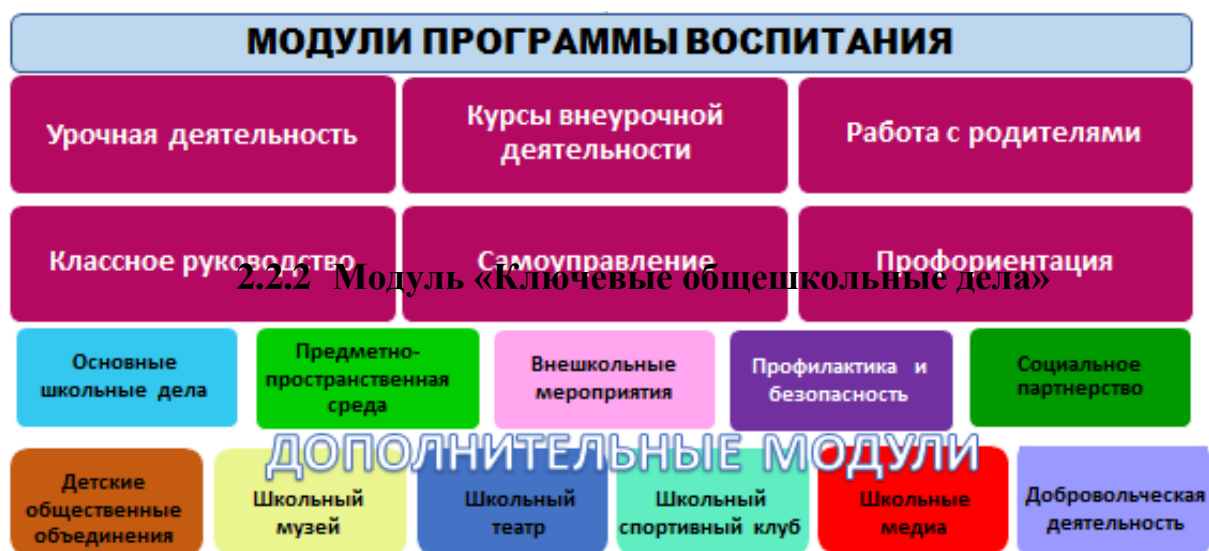 МОДУЛИ ПРОГРАММЫ ВОСПИТАНИЯ
Урочная деятельность
Курсы внеурочной
деятельности
Работа с родителями
Классное руководство
Самоуправление
Профориентация
2.2.2 Модуль «Ключевые общешкольные дела»
Основные
школьные дела
Предметно-
пространственная
среда
Внешкольные
мероприятия
Профилактика и
безопасность
Социальное
партнерство
ДОПОЛНИТЕЛЬНЫЕ МОДУЛИ
Детские
общественные
объединения
Школьный
музей
Школьный
театр
Школьный
спортивный клуб
Школьные
медиа
Добровольческая
деятельность